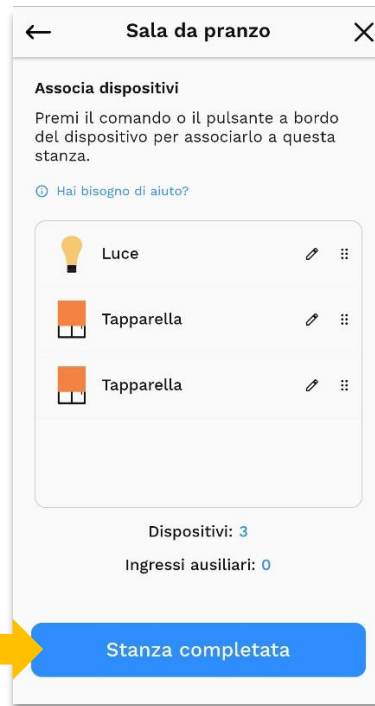 Sala da pranzo
Associa dispositivi
Premi il comando o il pulsante a bordo
del dispositivo per associarlo a questa
stanza.
Hai bisogno di aiuto?
Luce
Tapparella
Tapparella
Dispositivi: 3
Ingressi ausiliari: 0
Stanza completata